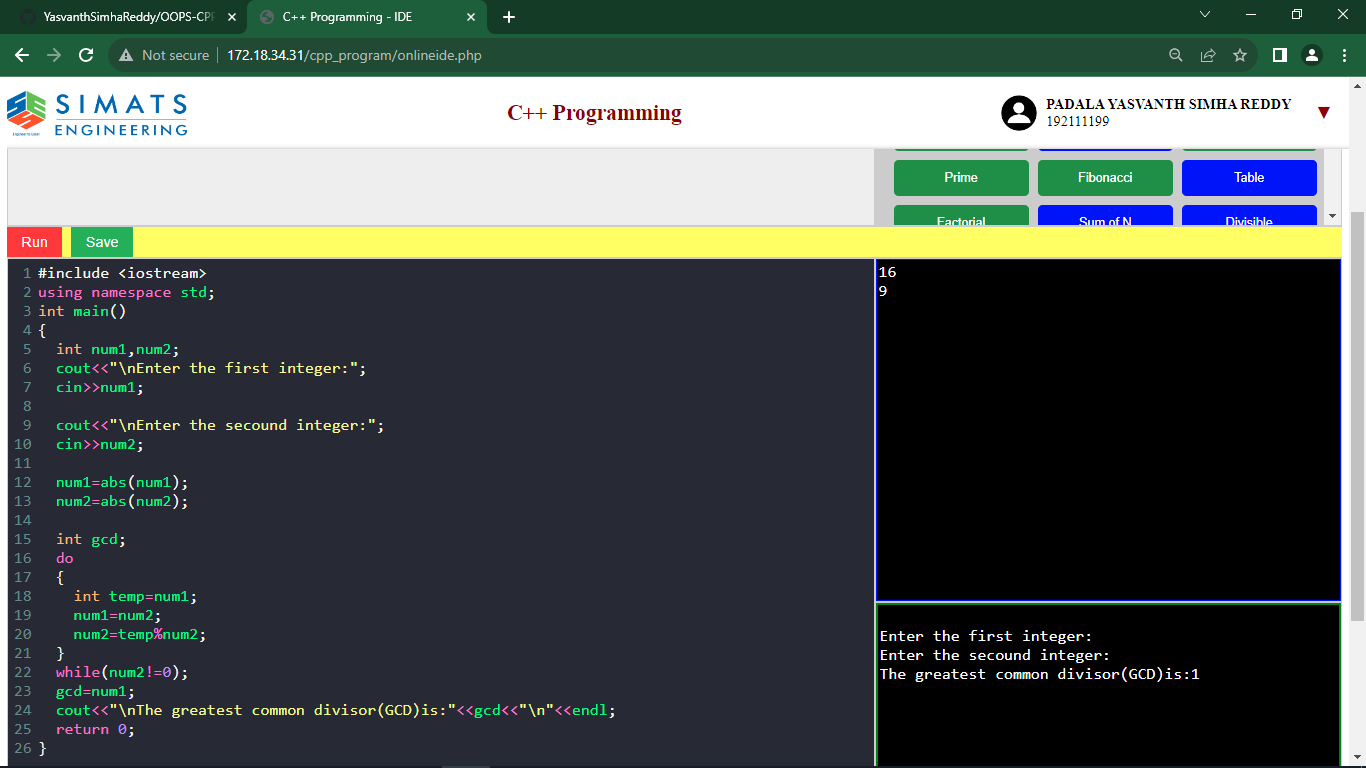 YasvanthSimhaReddy/OOPS-CPP
C++ Programming - IDE
Not secure
172.18.34.31/cpp_program/onlineide.php
SIMATS
ENGINEERING
C++ Programming
PADALA YASVANTH SIMHA REDDY
192111199
Prime
Fibonacci
Table
Factorial
Sum of N
Divisible
Run
Save
1 #include <iostream>
2 using namespace std;
3 int main()
4 {
5 int num1,num2;
6 cout<<"\nEnter the first integer:";
7 cin>>num1;
8
9 cout<<"\nEnter the secound integer:";
10 cin>>num2;
11
12 num1=abs(num1);
13 num2=abs(num2);
14
15 int gcd;
16 do
17 {
18 int temp=num1;
19 num1=num2;
20 num2=temp%num2;
21 }
22 while(num2!=0);
23 gcd=num1;
24 cout<<"\nThe greatest common divisor(GCD)is:"<<gcd<<"\n"<<endl;
25 return 0;
26 }
16
9
Enter the first integer:
Enter the secound integer:
The greatest common divisor(GCD)is:1